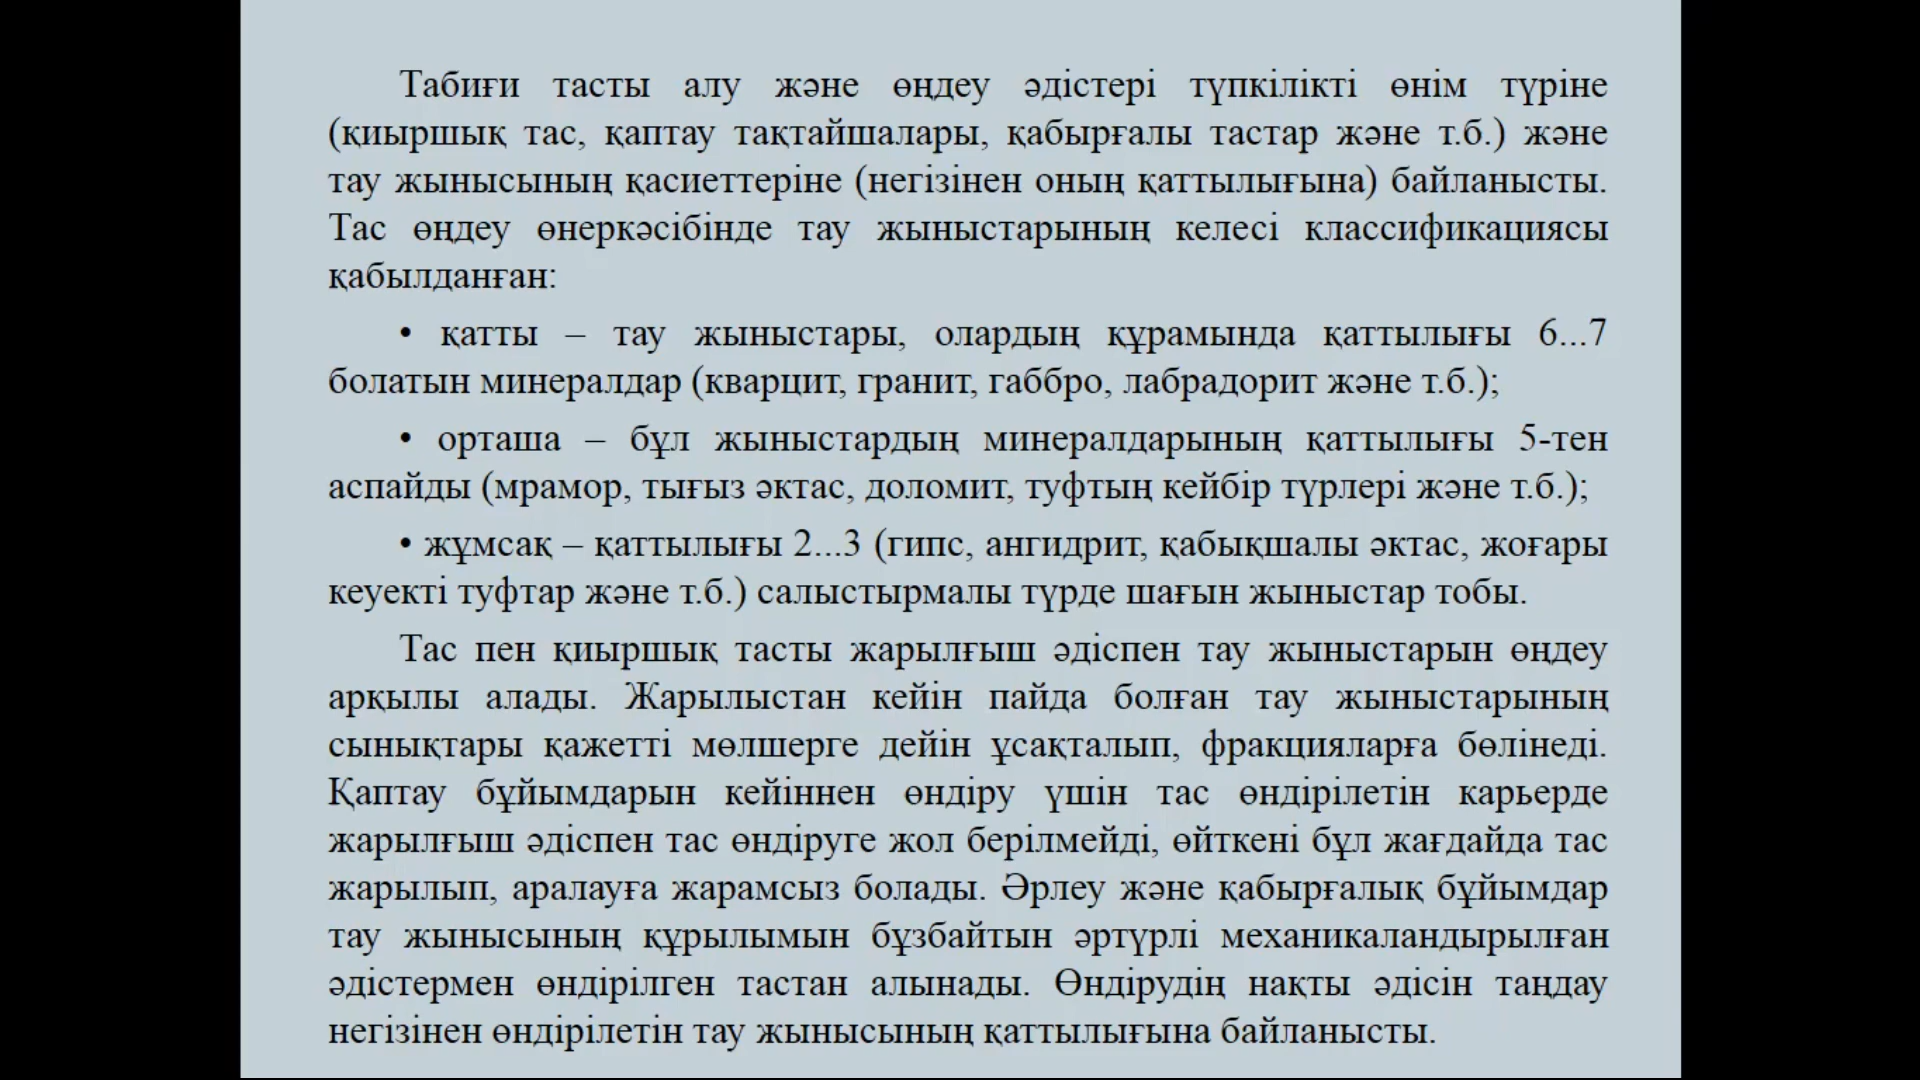 Табиғи тасты алу және өңдеу әдістері түпкілікті өнім түріне
(қиыршық тас, қаптау тақтайшалары, қабырғалы тастар және т.б.) және
тау жынысының қасиеттеріне (негізінен оның қаттылығына) байланысты.
Тас өңдеу өнеркәсібінде тау жыныстарының келесі классификациясы
қабылданған:
• қатты – тау жыныстары, олардың құрамында қаттылығы 6...7
болатын минералдар (кварцит, гранит, габбро, лабрадорит және т.б.);
• орташа – бұл жыныстардың минералдарының қаттылығы 5-тен
аспайды (мрамор, тығыз әктас, доломит, туфтың кейбір түрлері және т.б.);
• жұмсақ – қаттылығы 2...3 (гипс, ангидрит, қабықшалы әктас, жоғары
кеуекті туфтар және т.б.) салыстырмалы түрде шағын жыныстар тобы.
Тас пен қиыршық тасты жарылғыш әдіспен тау жыныстарын өңдеу
арқылы алады. Жарылыстан кейін пайда болған тау жыныстарының
сынықтары қажетті мөлшерге дейін ұсақталып, фракцияларға бөлінеді.
Қаптау бұйымдарын кейіннен өндіру үшін тас өндірілетін карьерде
жарылғыш әдіспен тас өндіруге жол берілмейді, өйткені бұл жағдайда тас
жарылып, аралауға жарамсыз болады. Әрлеу және қабырғалық бұйымдар
тау жынысының құрылымын бұзбайтын әртүрлі механикаландырылған
әдістермен өндірілген тастан алынады. Өндірудің нақты әдісін таңдау
негізінен өндірілетін тау жынысының қаттылығына байланысты.